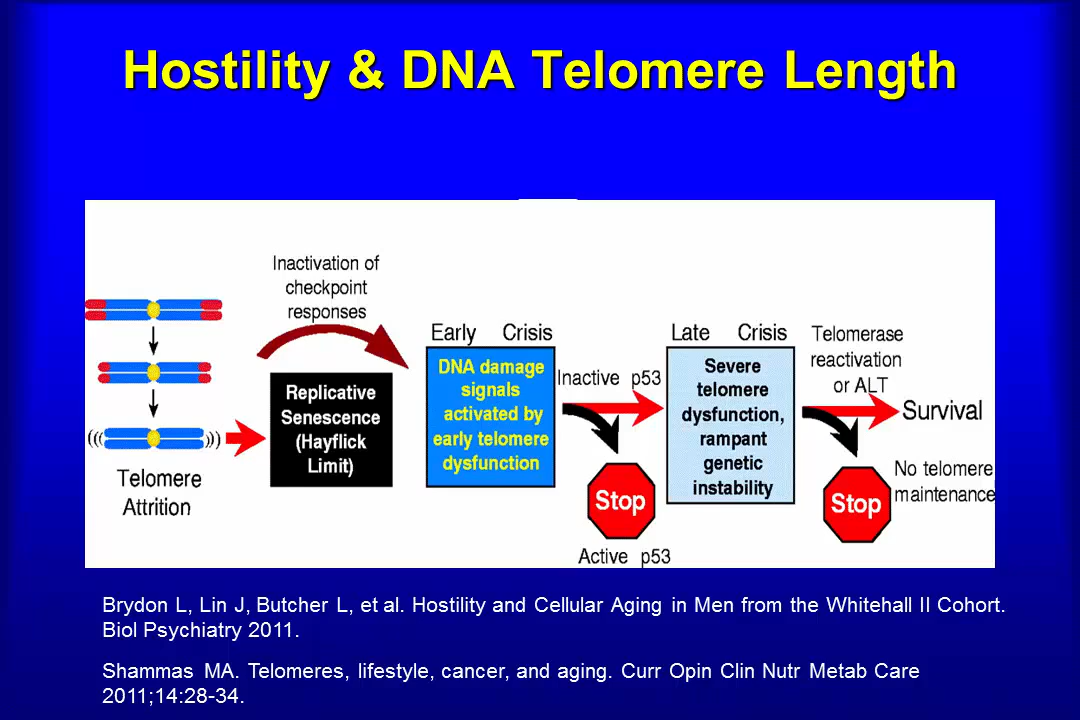 Hostility & DNA Telomere Length
Inactivation of
checkpoint
responses
Telomere
Attrition
Replicative
Senescence
(Hayflick
Limit)
Early Crisis
DNA damage
signals
activated by
early telomere
dysfunction
Inactive p53
Stop
Active p53
Late Crisis
Severe
telomere
dysfunction,
rampant
genetic
instability
Telomerase
reactivation
or ALT
Survival
Stop
No telomere
maintenance
Brydon L, Lin J, Butcher L, et al. Hostility and Cellular Aging in Men from the Whitehall II Cohort.
Biol Psychiatry 2011.
Shammas MA. Telomeres, lifestyle, cancer, and aging. Curr Opin Clin Nutr Metab Care
2011;14:28-34.